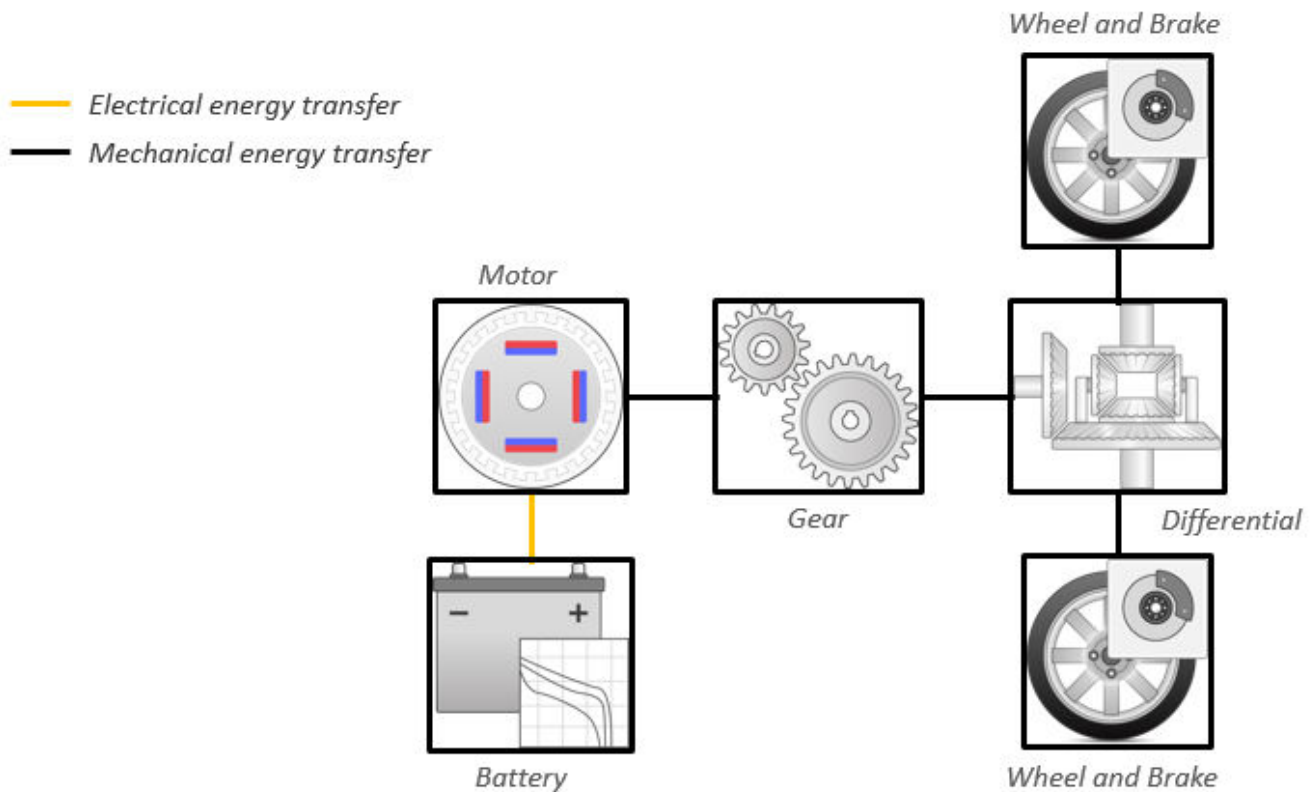 Wheel and Brake
Electrical energy transfer
Mechanical energy transfer
Motor
Gear
Differential
− +
Battery
Wheel and Brake